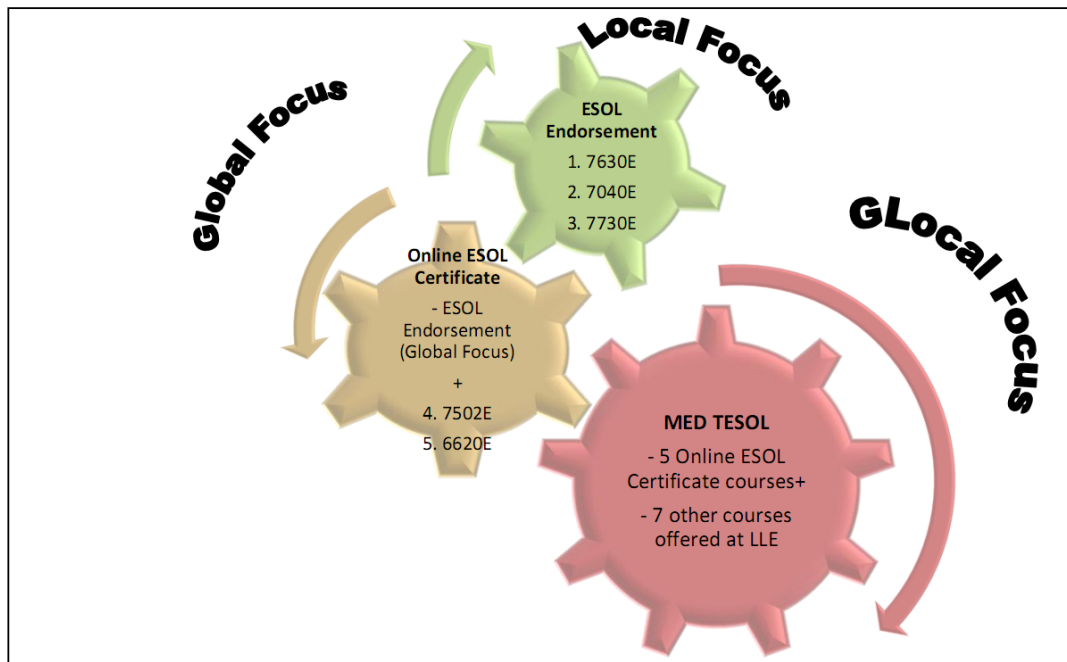 Local Focus
ESOL
Endorsement
1. 7630E
2. 7040E
3. 7730E
Global Focus
Online ESOL
Certificate
- ESOL
Endorsement
(Global Focus)
+
4. 7502E
5. 6620E
GLocal Focus
MED TESOL
- 5 Online ESOL
Certificate courses+
- 7 other courses
offered at LLE